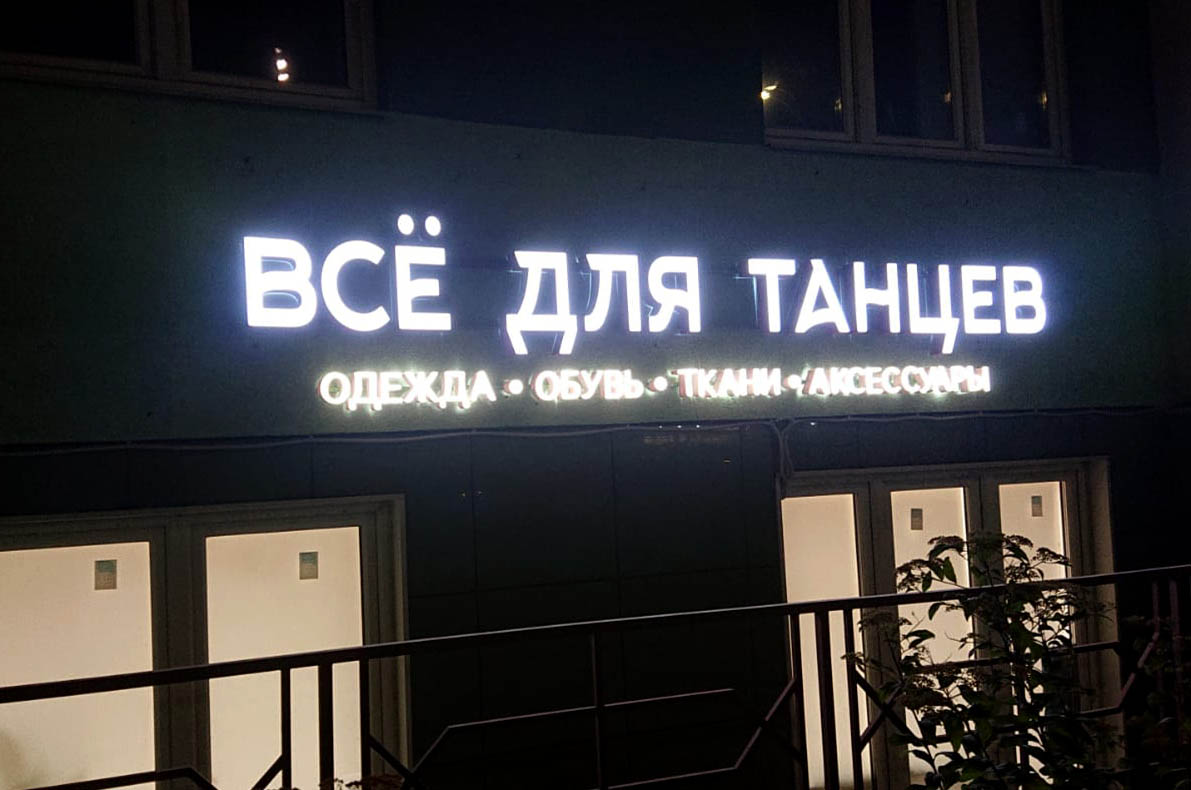 ВСЁ ДЛЯ ТАНЦЕВ
ОДЕЖДА • ОБУВЬ • ТКАНИ • АКСЕССУАРЫ